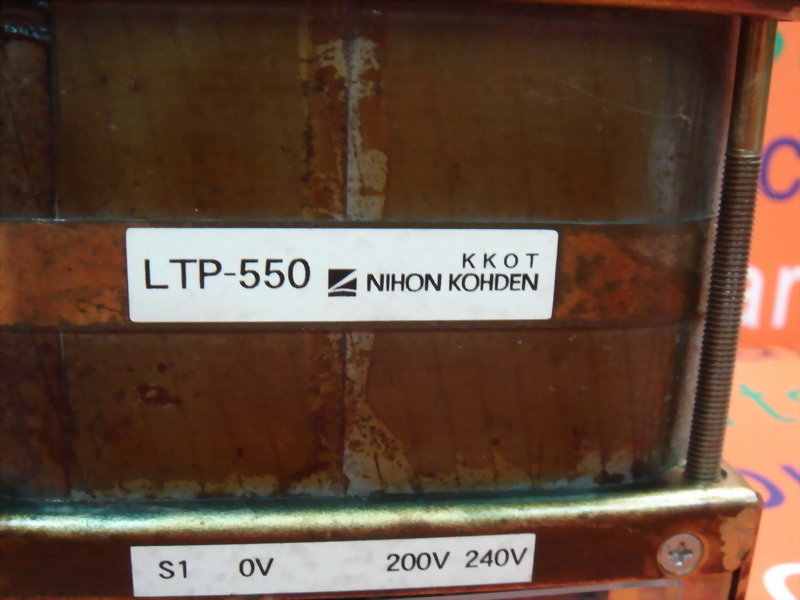 KKOT
LTP-550 NIHON KOHDEN
S1 0V 200V 240V